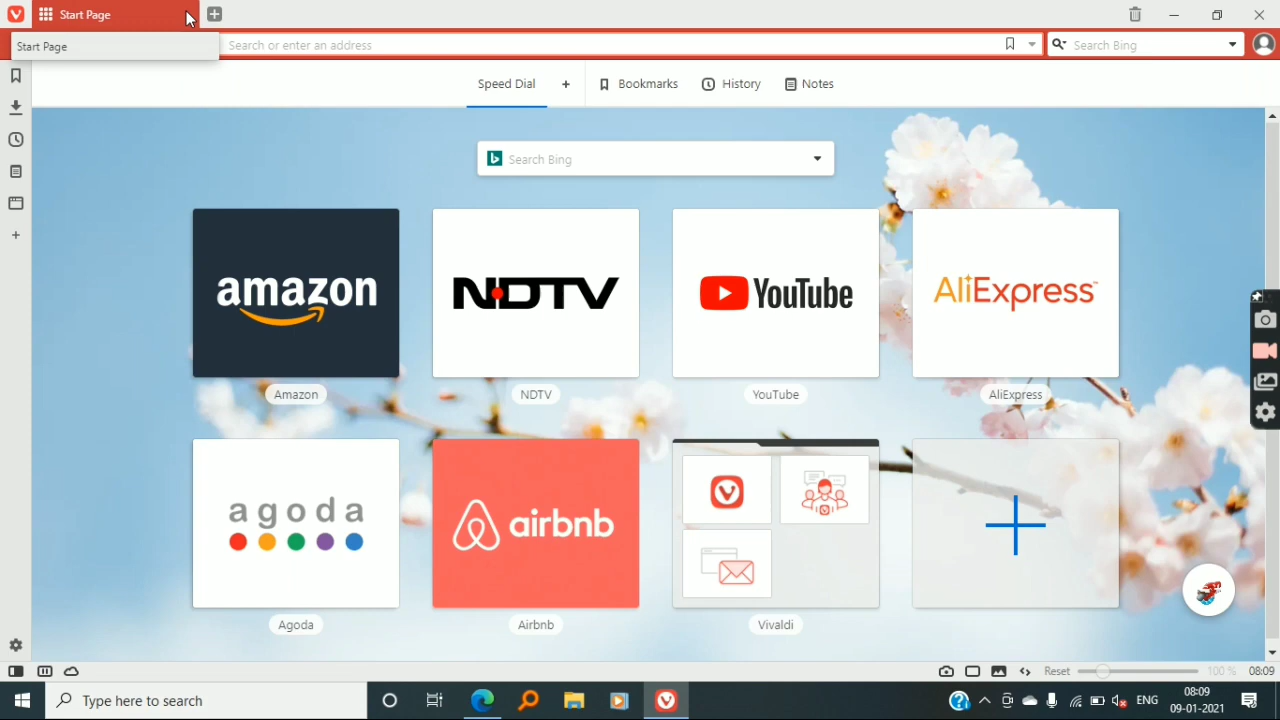 Start Page
Start Page
Search or enter an address
Search Bing
Speed Dial
Bookmarks
History
Notes
Search Bing
amazon
NDTV
YouTube
AliExpress
Amazon
NDTV
YouTube
AliExpress
agoda
airbnb
Agoda
Airbnb
Vivaldi
Reset
100 %
08:09
Type here to search
ENG
08:09
09-01-2021